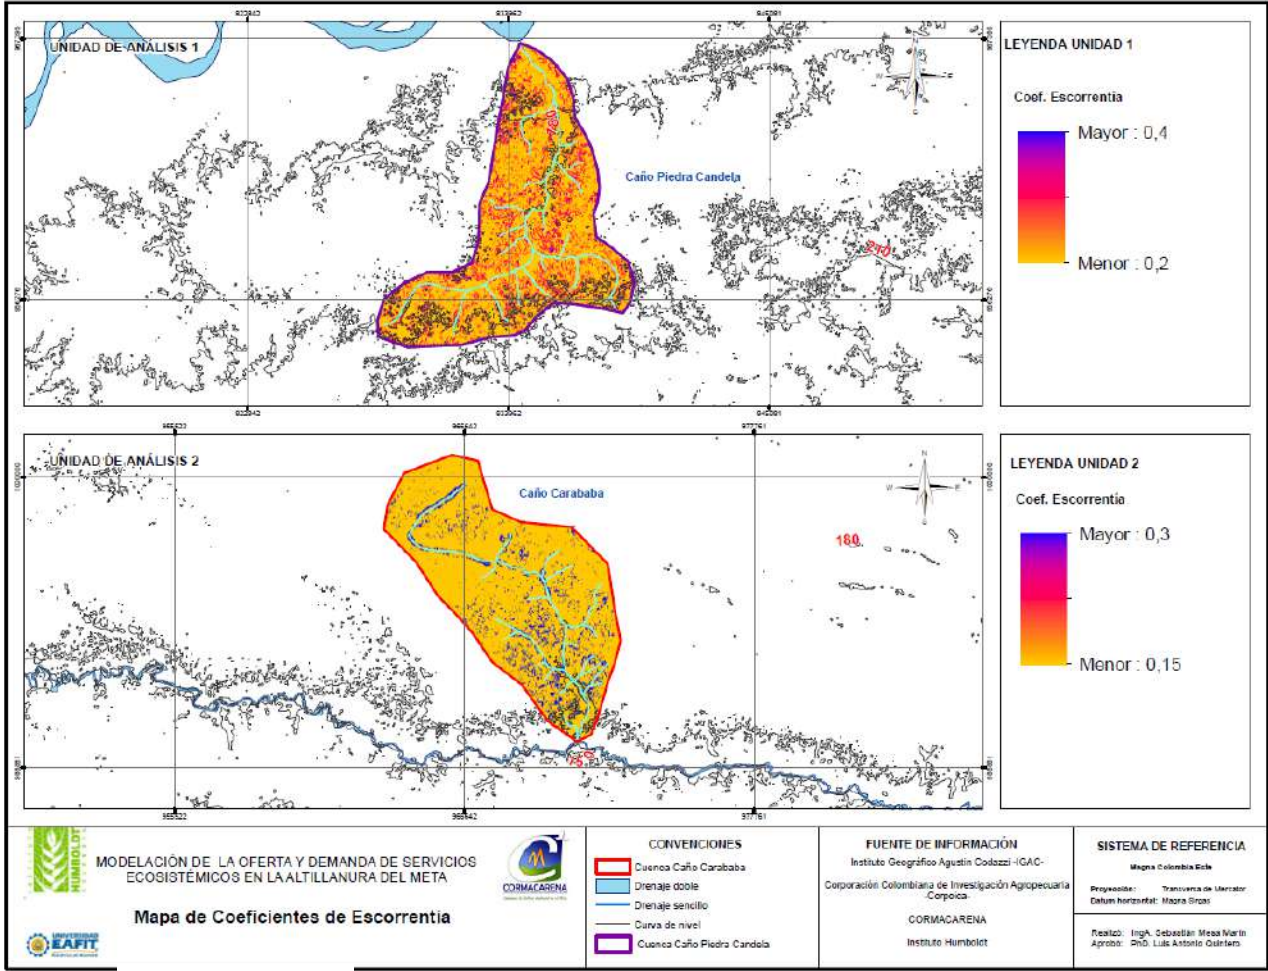 UNIDAD DE ANÁLISIS 1
Caño Piedra Candela
210
LEYENDA UNIDAD 1
Coef. Escorrentia
Mayor : 0,4
Menor : 0,2
UNIDAD DE ANÁLISIS 2
Caño Carababa
180
LEYENDA UNIDAD 2
Coef. Escorrentia
Mayor : 0,3
Menor : 0,15
HUMBOLDT
MODELACIÓN DE LA OFERTA Y DEMANDA DE SERVICIOS
ECOSISTÉMICOS EN LA ALTILLANURA DEL META
Mapa de Coeficientes de Escorrentia
UNIVERSIDAD
EAFIT
CORMACARENA
CONVENCIONES
Cuenca Caño Carababa
Drenaje doble
Drenaje sencillo
Curva de nivel
Cuenca Caño Piedra Candela
FUENTE DE INFORMACIÓN
Instituto Geográfico Agustín Codazzi -IGAC-
Corporación Colombiana de Investigación Agropecuaria
-Corpoica-
CORMACARENA
Instituto Humboldt
SISTEMA DE REFERENCIA
Magna Colombia Este
Proyección: Transversa de Mercator
Datum horizontal: Magna Sirgas
Realizó: IngA. Sebastián Mesa Marín
Aprobó: PhD. Luis Antonio Quintero